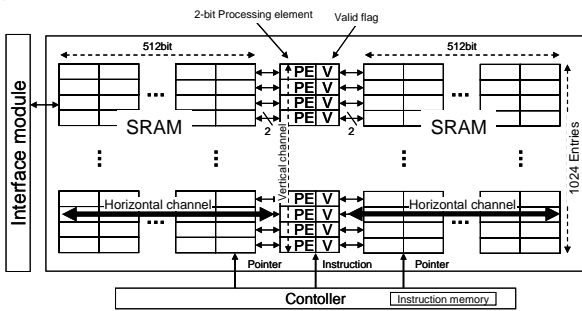 2-bit Processing element
Valid flag
512bit
512bit
Interface module
PE V
PE V
PE V
PE V
...
...
SRAM
SRAM
2
2
Vertical channel
1024 Entries
...
...
...
Horizontal channel
Horizontal channel
PE V
PE V
PE V
PE V
...
...
Pointer
Instruction
Pointer
Contoller
Instruction memory